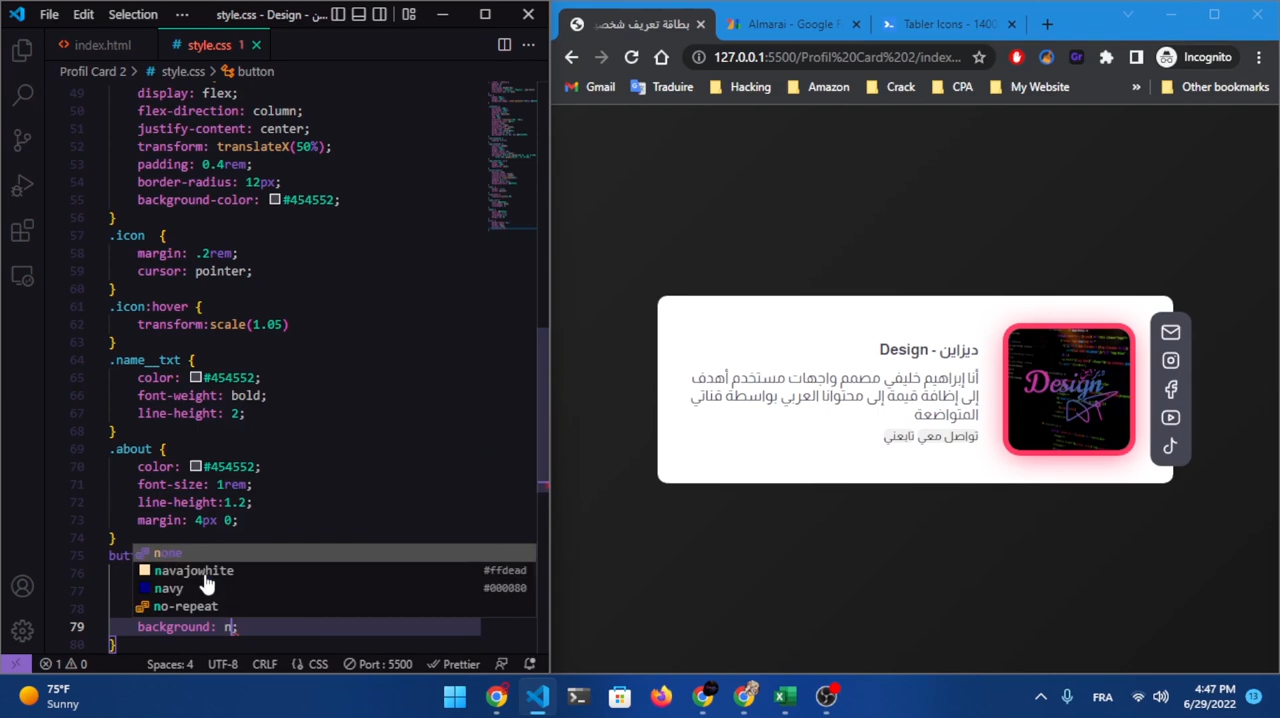 File Edit Selection ··· style.css - Design - ...ن
index.html
style.css 1
Profil Card 2 > style.css > button
49 display: flex;
50 flex-direction: column;
51 justify-content: center;
52 transform: translateX(50%);
53 padding: 0.4rem;
54 border-radius: 12px;
55 background-color: #454552;
56 }
57 .icon {
58 margin: .2rem;
59 cursor: pointer;
60 }
61 .icon:hover {
62 transform:scale(1.05)
63 }
64 .name__txt {
65 color: #454552;
66 font-weight: bold;
67 line-height: 2;
68 }
69 .about {
70 color: #454552;
71 font-size: 1rem;
72 line-height:1.2;
73 margin: 4px 0;
74 }
75 but
none
76
navajowhite #ffdead
77
navy #000080
78
no-repeat
79 background: n;
80 }
1 0 Spaces: 4 UTF-8 CRLF {} CSS Port : 5500 Prettier
بطاقة تعريف شخصي
Almarai - Google F
Tabler Icons - 1400
127.0.0.1:5500/Profil%20Card%202/index...
Incognito
Gmail Traduire Hacking Amazon Crack CPA My Website » Other bookmarks
ديزاين - Design
أنا إبراهيم خليفي مصمم واجهات مستخدم أهدف
إلى إظافة قيمة إلى محتوانا العربي بواسطة قناتي
المتواضعة
تواصل معي تابعني
Design
75°F
Sunny
FRA
4:47 PM
6/29/2022
13